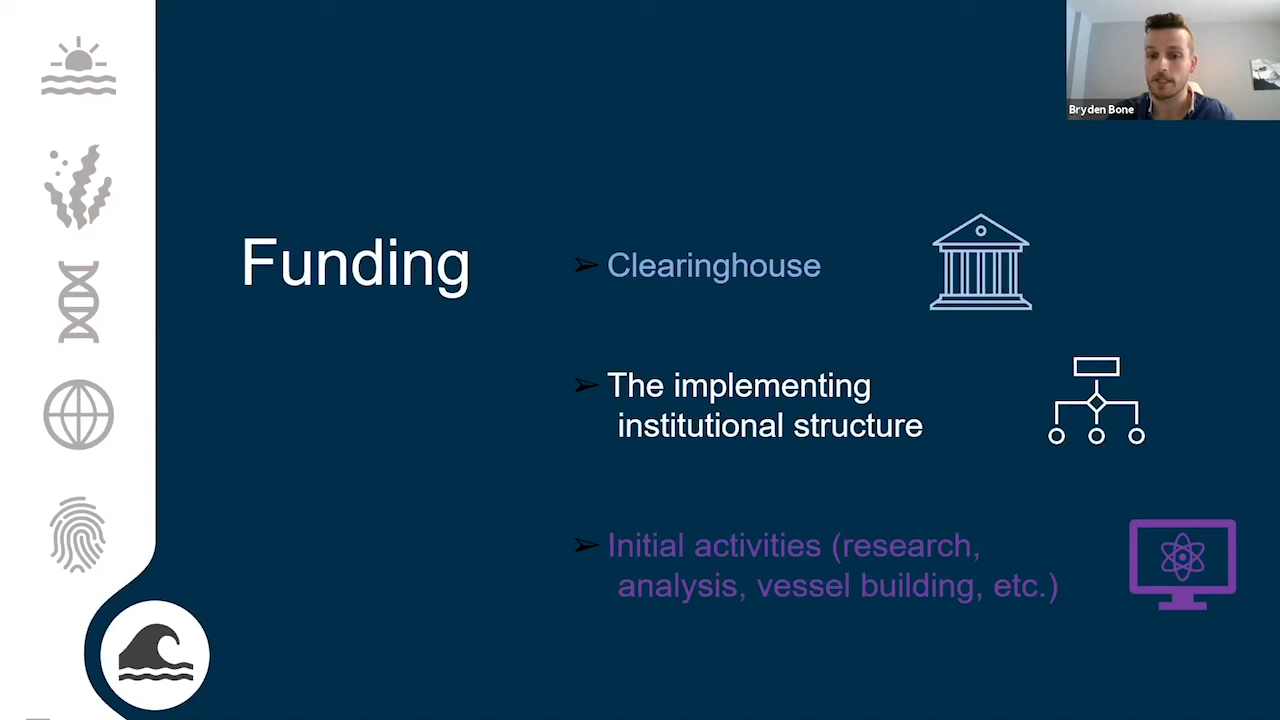 Bryden Bone
Funding
➢ Clearinghouse
➢ The implementing
institutional structure
➢ Initial activities (research,
analysis, vessel building, etc.)